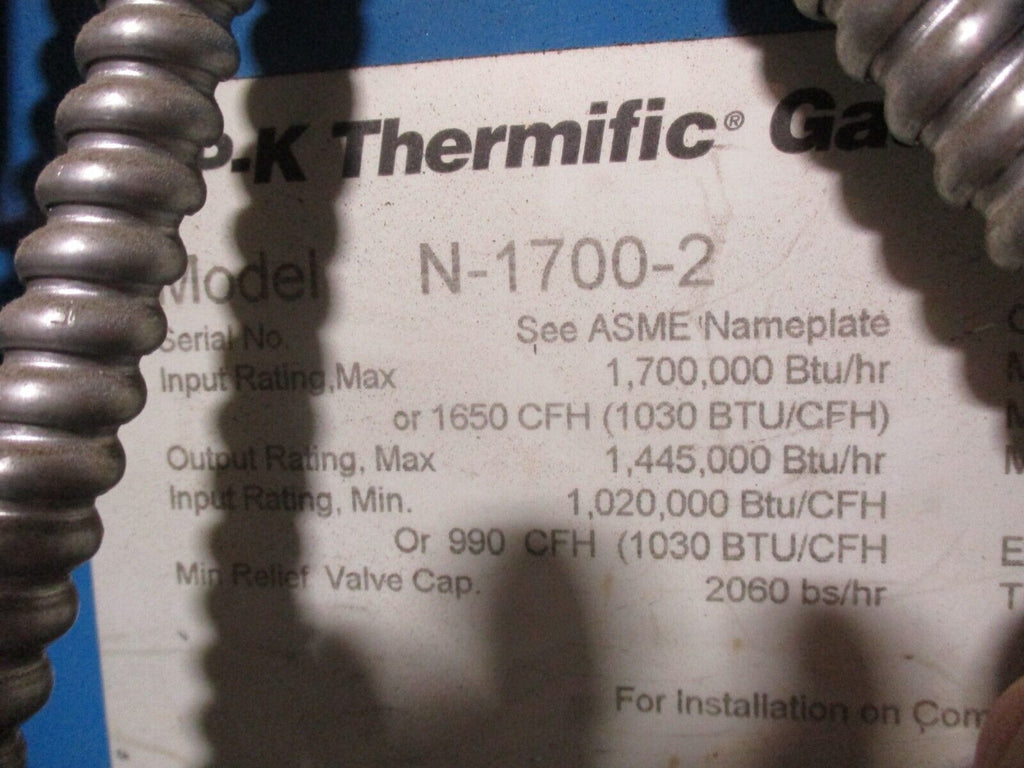 P-K Thermific® Ga
Model N-1700-2
Serial No. See ASME Nameplate
Input Rating,Max 1,700,000 Btu/hr
or 1650 CFH (1030 BTU/CFH)
Output Rating, Max 1,445,000 Btu/hr
Input Rating, Min. 1,020,000 Btu/CFH
Or 990 CFH (1030 BTU/CFH
Min Relief Valve Cap. 2060 bs/hr
For Installation on Com